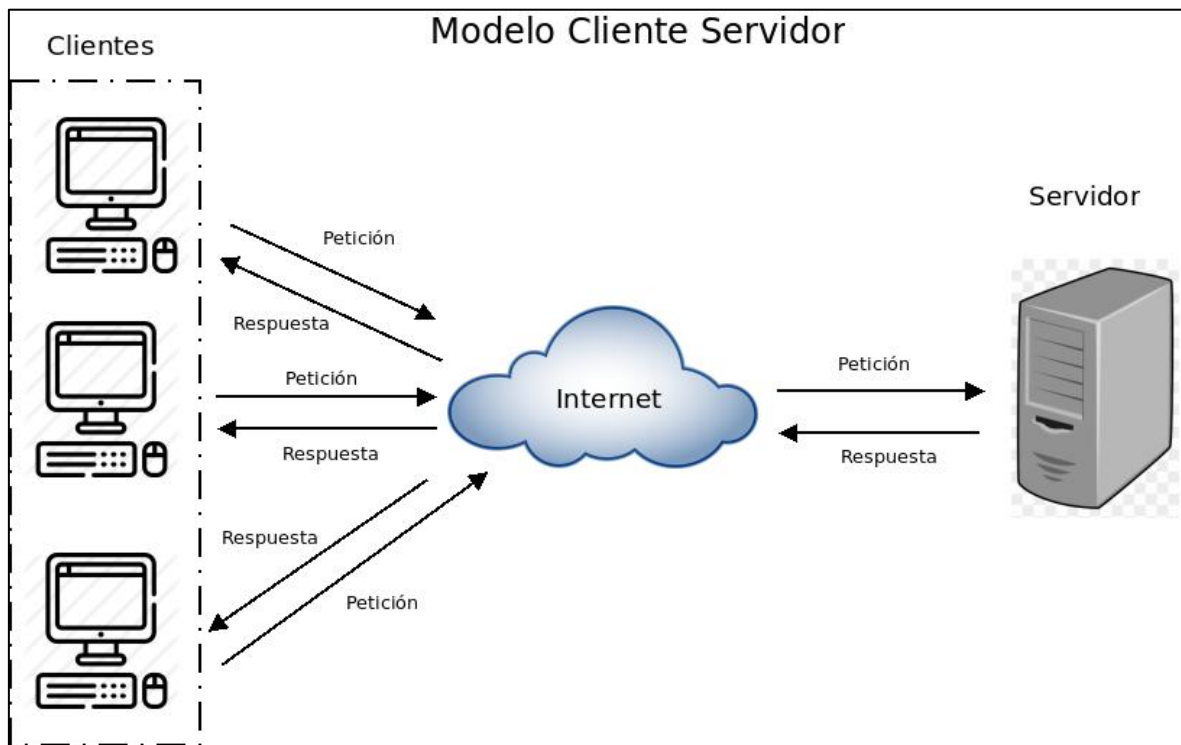 Modelo Cliente Servidor
Clientes
Servidor
Petición
Respuesta
Petición
Respuesta
Internet
Petición
Respuesta
Respuesta
Petición